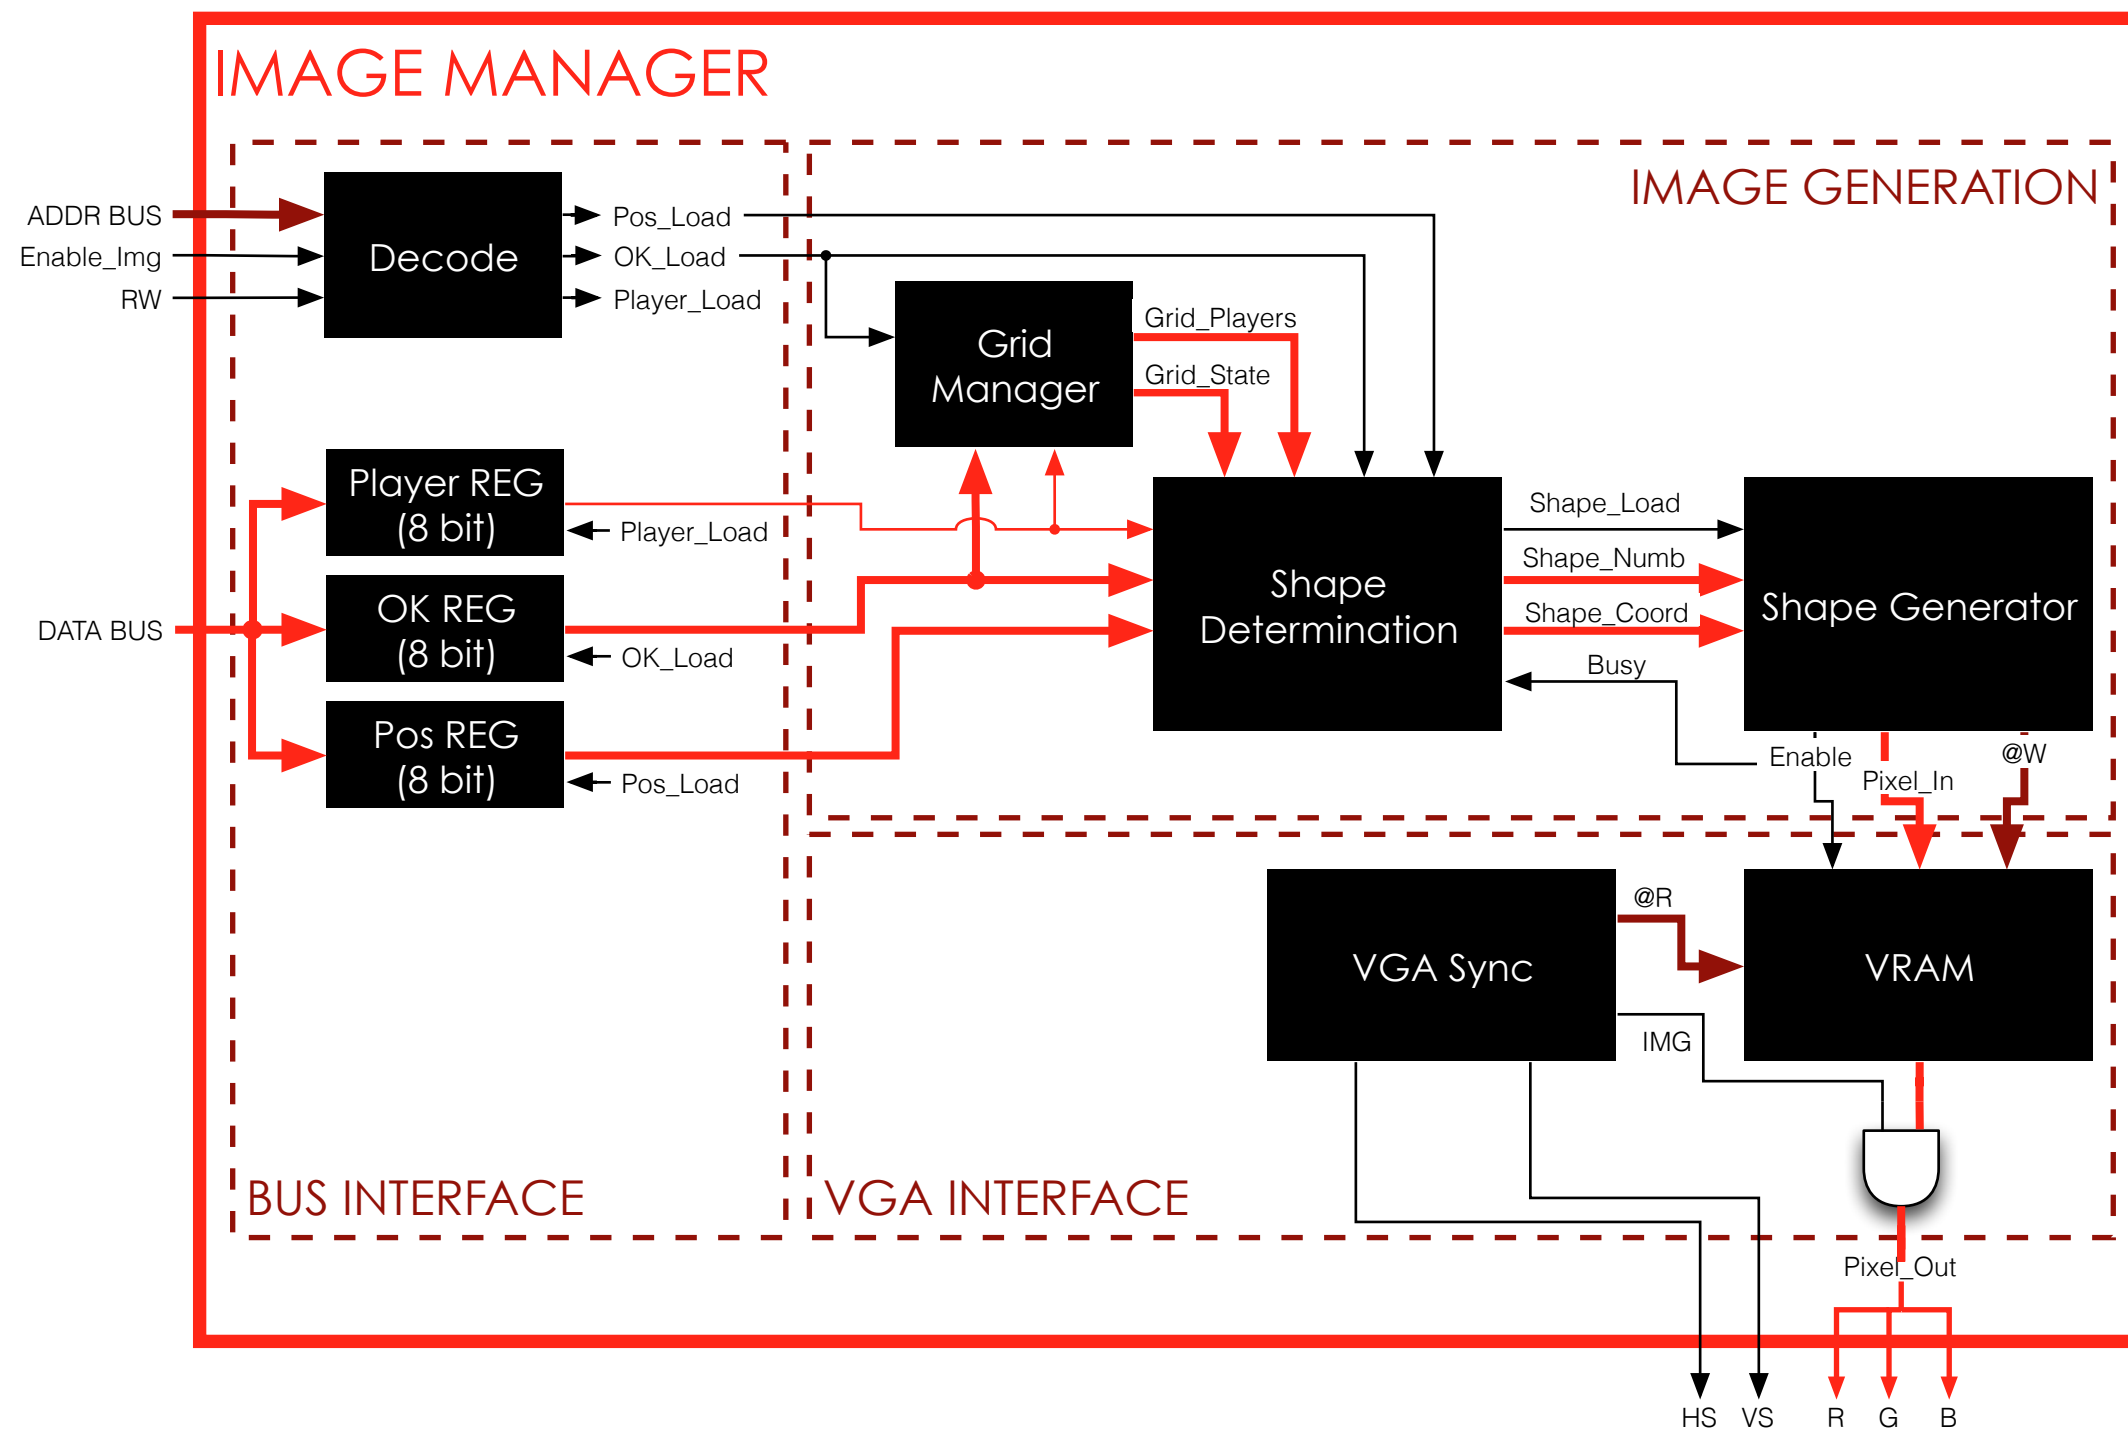 IMAGE MANAGER
IMAGE GENERATION
ADDR BUS
Enable_Img
RW
Decode
Pos_Load
OK_Load
Player_Load
Grid
Manager
Grid_Players
Grid_State
Player REG
(8 bit)
Player_Load
OK REG
(8 bit)
OK_Load
Pos REG
(8 bit)
Pos_Load
DATA BUS
Shape
Determination
Shape_Load
Shape_Numb
Shape_Coord
Busy
Shape Generator
Enable
Pixel_In
@W
VGA Sync
@R
IMG
VRAM
BUS INTERFACE
VGA INTERFACE
Pixel_Out
HS
VS
R
G
B